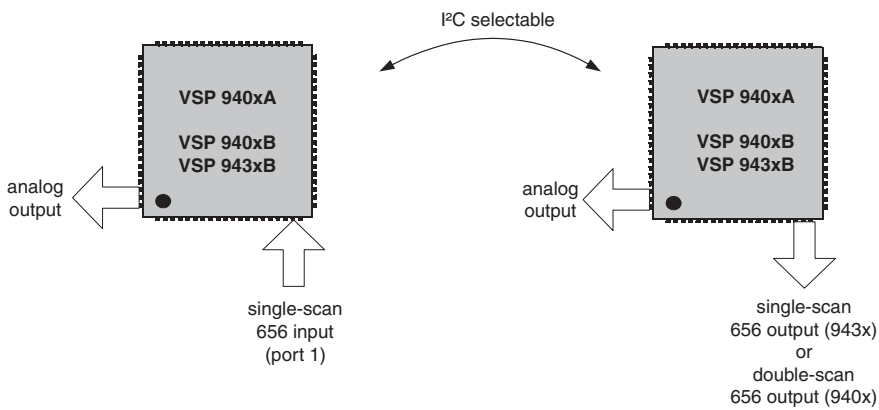 I²C selectable
VSP 940xA
VSP 940xB
VSP 943xB
analog
output
single-scan
656 input
(port 1)
VSP 940xA
VSP 940xB
VSP 943xB
analog
output
single-scan
656 output (943x)
or
double-scan
656 output (940x)